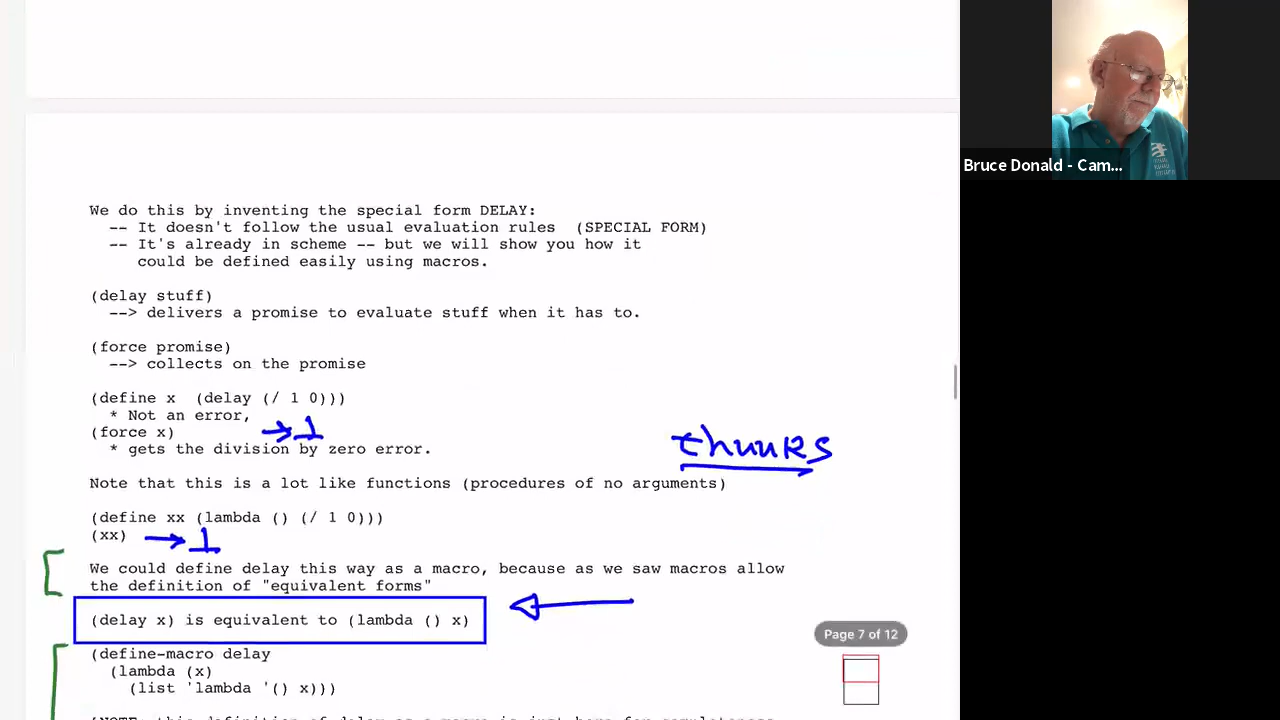 Bruce Donald - Cam...
We do this by inventing the special form DELAY:
-- It doesn't follow the usual evaluation rules (SPECIAL FORM)
-- It's already in scheme -- but we will show you how it
could be defined easily using macros.
(delay stuff)
--> delivers a promise to evaluate stuff when it has to.
(force promise)
--> collects on the promise
(define x (delay (/ 1 0)))
* Not an error,
(force x) → ⊥
* gets the division by zero error.
thunks
Note that this is a lot like functions (procedures of no arguments)
(define xx (lambda () (/ 1 0)))
(xx) → ⊥
We could define delay this way as a macro, because as we saw macros allow
the definition of "equivalent forms"
(delay x) is equivalent to (lambda () x)
Page 7 of 12
(define-macro delay
(lambda (x)
(list 'lambda '() x)))